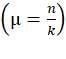 (μ = n/k)